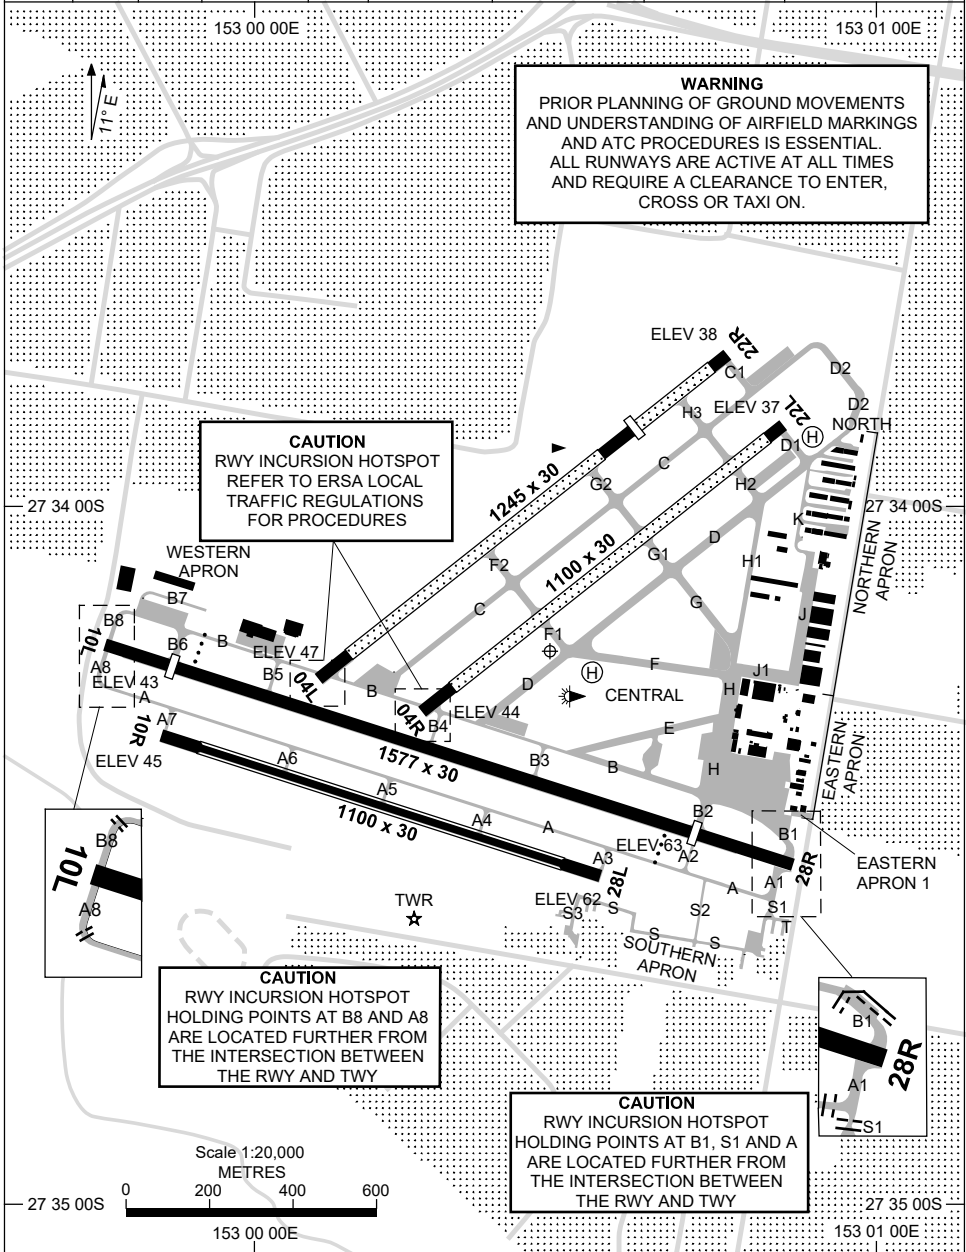 153 00 00E
153 01 00E
11° E
WARNING
PRIOR PLANNING OF GROUND MOVEMENTS
AND UNDERSTANDING OF AIRFIELD MARKINGS
AND ATC PROCEDURES IS ESSENTIAL.
ALL RUNWAYS ARE ACTIVE AT ALL TIMES
AND REQUIRE A CLEARANCE TO ENTER,
CROSS OR TAXI ON.
ELEV 38
22R
C1
D2
H3
ELEV 37
22L
D2
NORTH
H
D1
CAUTION
RWY INCURSION HOTSPOT
REFER TO ERSA LOCAL
TRAFFIC REGULATIONS
FOR PROCEDURES
C
G2
H2
1245 x 30
27 34 00S
27 34 00S
K
D
WESTERN
APRON
F2
1100 x 30
G1
H1
NORTHERN
APRON
B7
C
G
J
B8
10L
B6
B
ELEV 47
F1
F
H
J1
A8
ELEV 43
B5
04L
B
D
CENTRAL
H
A
10R
A7
04R
B4
ELEV 44
E
ELEV 45
A6
1577 x 30
B3
B
H
EASTERN
APRON
A5
1100 x 30
A4
A
B2
B1
ELEV 63
A2
28R
A3
28L
A
A1
EASTERN
APRON 1
B8
10L
A8
TWR
ELEV 62
S3
S
S2
S1
T
S
S
SOUTHERN
APRON
CAUTION
RWY INCURSION HOTSPOT
HOLDING POINTS AT B8 AND A8
ARE LOCATED FURTHER FROM
THE INTERSECTION BETWEEN
THE RWY AND TWY
B1
28R
A1
S1
CAUTION
RWY INCURSION HOTSPOT
HOLDING POINTS AT B1, S1 AND A
ARE LOCATED FURTHER FROM
THE INTERSECTION BETWEEN
THE RWY AND TWY
Scale 1:20,000
METRES
0 200 400 600
27 35 00S
27 35 00S
153 00 00E
153 01 00E